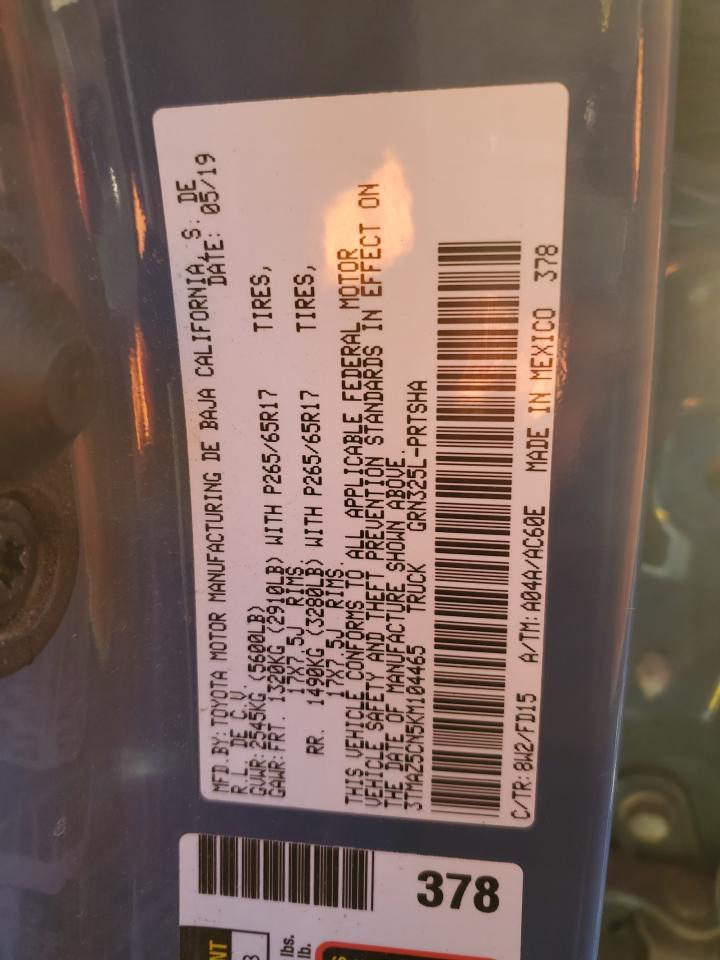 MFD.BY:TOYOTA MOTOR MANUFACTURING DE BAJA CALIFORNIA, S. DE
R.L. DE C.V. DATE: 05/19
GVWR:2545KG (5600LB)
GAWR:FRT. 1320KG (2910LB) WITH P265/65R17 TIRES,
17X7.5J RIMS.
RR. 1490KG (3280LB) WITH P265/65R17 TIRES,
17X7.5J RIMS.
THIS VEHICLE CONFORMS TO ALL APPLICABLE FEDERAL MOTOR
VEHICLE SAFETY AND THEFT PREVENTION STANDARDS IN EFFECT ON
THE DATE OF MANUFACTURE SHOWN ABOVE.
3TMAZ5CN5KM104465 TRUCK GRN325L-PRTSHA
C/TR:8W2/FD15 A/TM:A04A/AC60E MADE IN MEXICO 378
378
lbs.
lb.